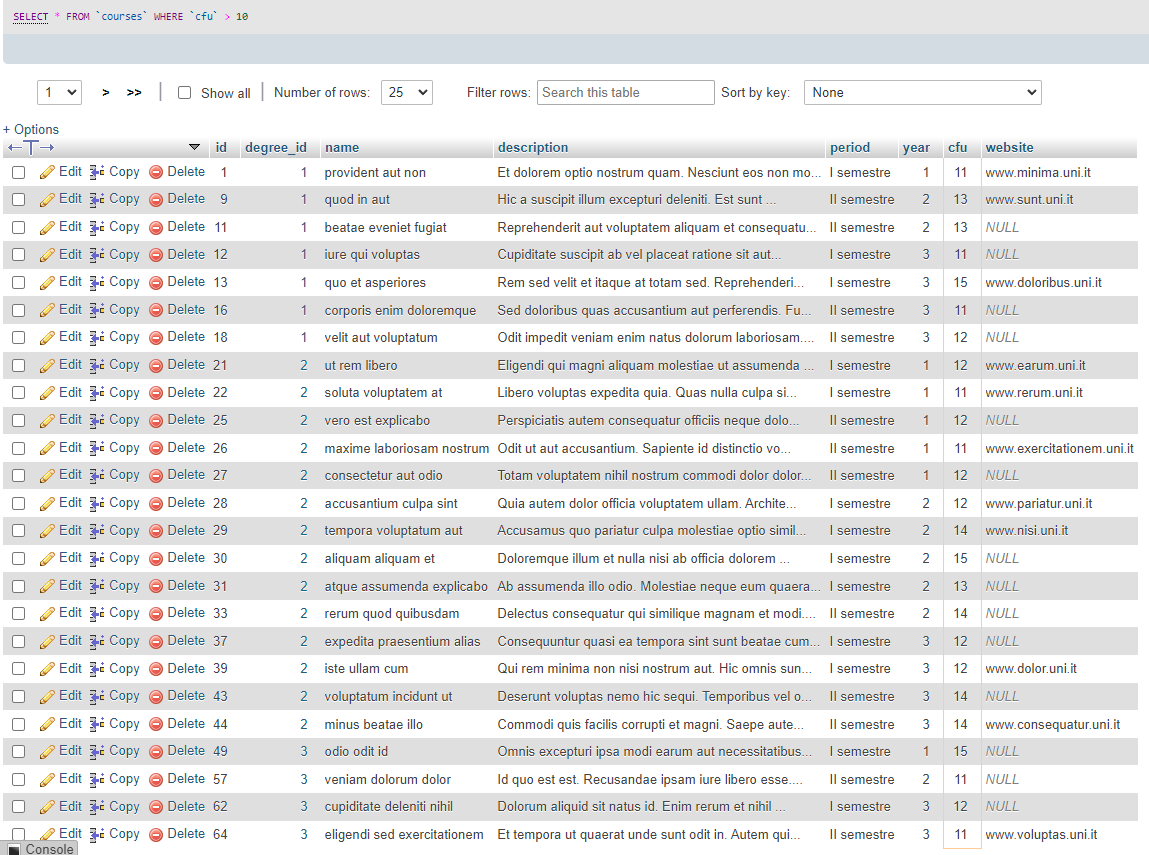 SELECT * FROM `courses` WHERE `cfu` > 10
1 > >> Show all Number of rows: 25 Filter rows: Search this table Sort by key: None
+ Options
←T→ id degree_id name description period year cfu website
Edit Copy Delete 1 1 provident aut non Et dolorem optio nostrum quam. Nesciunt eos non mo... I semestre 1 11 www.minima.uni.it
Edit Copy Delete 9 1 quod in aut Hic a suscipit illum excepturi deleniti. Est sunt ... II semestre 2 13 www.sunt.uni.it
Edit Copy Delete 11 1 beatae eveniet fugiat Reprehenderit aut voluptatem aliquam et consequatu... II semestre 2 13 NULL
Edit Copy Delete 12 1 iure qui voluptas Cupiditate suscipit ab vel placeat ratione sit aut... I semestre 3 11 NULL
Edit Copy Delete 13 1 quo et asperiores Rem sed velit et itaque at totam sed. Reprehenderi... I semestre 3 15 www.doloribus.uni.it
Edit Copy Delete 16 1 corporis enim doloremque Sed doloribus quas accusantium aut perferendis. Fu... II semestre 3 11 NULL
Edit Copy Delete 18 1 velit aut voluptatum Odit impedit veniam enim natus dolorum laboriosam.... II semestre 3 12 NULL
Edit Copy Delete 21 2 ut rem libero Eligendi qui magni aliquam molestiae ut assumenda ... I semestre 1 12 www.earum.uni.it
Edit Copy Delete 22 2 soluta voluptatem at Libero voluptas expedita quia. Quas nulla culpa si... I semestre 1 11 www.rerum.uni.it
Edit Copy Delete 25 2 vero est explicabo Perspiciatis autem consequatur officiis neque dolo... II semestre 1 12 NULL
Edit Copy Delete 26 2 maxime laboriosam nostrum Odit ut aut accusantium. Sapiente id distinctio vo... II semestre 1 11 www.exercitationem.uni.it
Edit Copy Delete 27 2 consectetur aut odio Totam voluptatem nihil nostrum commodi dolor dolor... II semestre 1 12 NULL
Edit Copy Delete 28 2 accusantium culpa sint Quia autem dolor officia voluptatem ullam. Archite... I semestre 2 12 www.pariatur.uni.it
Edit Copy Delete 29 2 tempora voluptatum aut Accusamus quo pariatur culpa molestiae optio simil... I semestre 2 14 www.nisi.uni.it
Edit Copy Delete 30 2 aliquam aliquam et Doloremque illum et nulla nisi ab officia dolorem ... I semestre 2 15 NULL
Edit Copy Delete 31 2 atque assumenda explicabo Ab assumenda illo odio. Molestiae neque eum quaera... I semestre 2 13 NULL
Edit Copy Delete 33 2 rerum quod quibusdam Delectus consequatur qui similique magnam et modi.... II semestre 2 14 NULL
Edit Copy Delete 37 2 expedita praesentium alias Consequuntur quasi ea tempora sint sunt beatae cum... I semestre 3 12 NULL
Edit Copy Delete 39 2 iste ullam cum Qui rem minima non nisi nostrum aut. Hic omnis sun... I semestre 3 12 www.dolor.uni.it
Edit Copy Delete 43 2 voluptatum incidunt ut Deserunt voluptas nemo hic sequi. Temporibus vel o... II semestre 3 14 NULL
Edit Copy Delete 44 2 minus beatae illo Commodi quis facilis corrupti et magni. Saepe aute... II semestre 3 14 www.consequatur.uni.it
Edit Copy Delete 49 3 odio odit id Omnis excepturi ipsa modi earum aut necessitatibus... I semestre 1 15 NULL
Edit Copy Delete 57 3 veniam dolorum dolor Id quo est est. Recusandae ipsam iure libero esse.... II semestre 2 11 NULL
Edit Copy Delete 62 3 cupiditate deleniti nihil Dolorum aliquid sit natus id. Enim rerum et nihil ... I semestre 3 12 NULL
Edit Copy Delete 64 3 eligendi sed exercitationem Et tempora ut quaerat unde sunt odit in. Autem qui... II semestre 3 11 www.voluptas.uni.it
Console